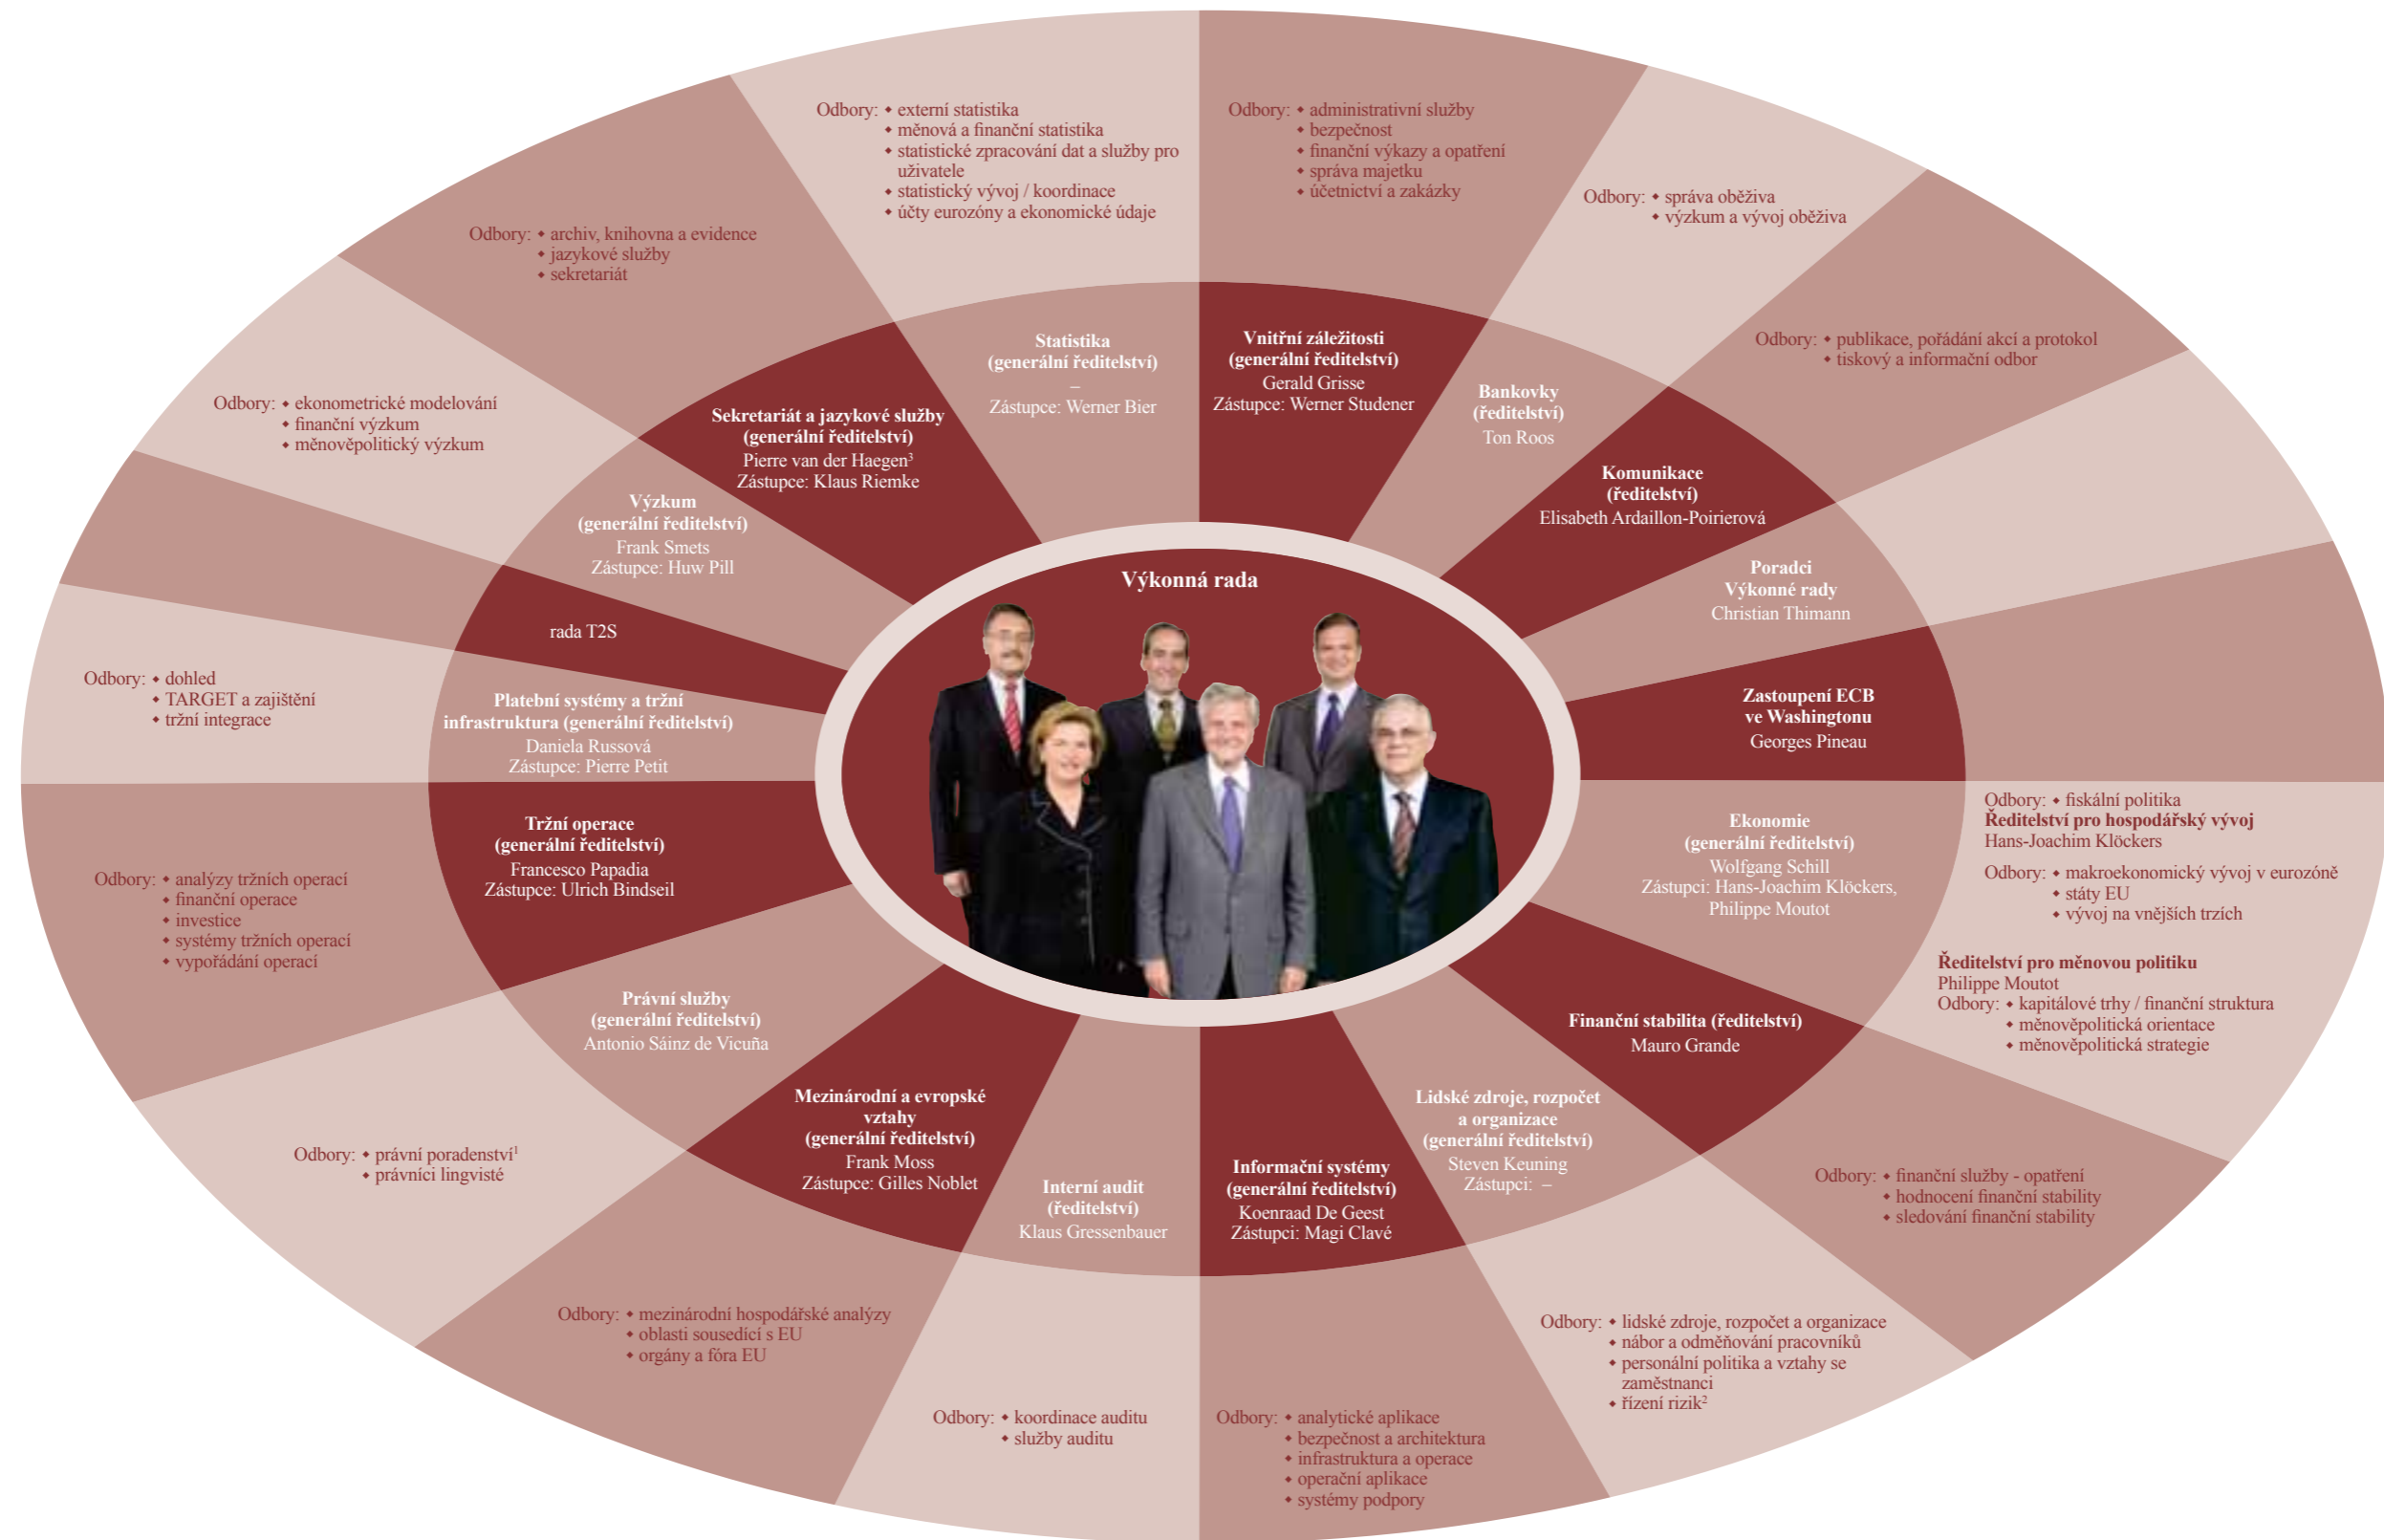 Výkonná rada
Odbory: • administrativní služby
• bezpečnost
• finanční výkazy a opatření
• správa majetku
• účetnictví a zakázky
Vnitřní záležitosti
(generální ředitelství)
Gerald Grisse
Zástupce: Werner Studener
Odbory: • správa oběživa
• výzkum a vývoj oběživa
Bankovky
(ředitelství)
Ton Roos
Odbory: • publikace, pořádání akcí a protokol
• tiskový a informační odbor
Komunikace
(ředitelství)
Elisabeth Ardaillon-Poirierová
Poradci
Výkonné rady
Christian Thimann
Zastoupení ECB
ve Washingtonu
Georges Pineau
Ekonomie
(generální ředitelství)
Wolfgang Schill
Zástupci: Hans-Joachim Klöckers,
Philippe Moutot
Odbory: • fiskální politika
Ředitelství pro hospodářský vývoj
Hans-Joachim Klöckers
Odbory: • makroekonomický vývoj v eurozóně
• státy EU
• vývoj na vnějších trzích
Ředitelství pro měnovou politiku
Philippe Moutot
Odbory: • kapitálové trhy / finanční struktura
• měnověpolitická orientace
• měnověpolitická strategie
Finanční stabilita (ředitelství)
Mauro Grande
Odbory: • finanční služby - opatření
• hodnocení finanční stability
• sledování finanční stability
Lidské zdroje, rozpočet
a organizace
(generální ředitelství)
Steven Keuning
Zástupci: –
Odbory: • lidské zdroje, rozpočet a organizace
• nábor a odměňování pracovníků
• personální politika a vztahy se
zaměstnanci
• řízení rizik²
Informační systémy
(generální ředitelství)
Koenraad De Geest
Zástupci: Magi Clavé
Odbory: • analytické aplikace
• bezpečnost a architektura
• infrastruktura a operace
• operační aplikace
• systémy podpory
Interní audit
(ředitelství)
Klaus Gressenbauer
Odbory: • koordinace auditu
• služby auditu
Mezinárodní a evropské
vztahy
(generální ředitelství)
Frank Moss
Zástupce: Gilles Noblet
Odbory: • mezinárodní hospodářské analýzy
• oblasti sousedící s EU
• orgány a fóra EU
Právní služby
(generální ředitelství)
Antonio Sáinz de Vicuña
Odbory: • právní poradenství¹
• právníci lingvisté
Tržní operace
(generální ředitelství)
Francesco Papadia
Zástupce: Ulrich Bindseil
Odbory: • analýzy tržních operací
• finanční operace
• investice
• systémy tržních operací
• vypořádání operací
Platební systémy a tržní
infrastruktura (generální ředitelství)
Daniela Russová
Zástupce: Pierre Petit
Odbory: • dohled
• TARGET a zajištění
• tržní integrace
rada T2S
Výzkum
(generální ředitelství)
Frank Smets
Zástupce: Huw Pill
Odbory: • ekonometrické modelování
• finanční výzkum
• měnověpolitický výzkum
Sekretariát a jazykové služby
(generální ředitelství)
Pierre van der Haegen³
Zástupce: Klaus Riemke
Odbory: • archiv, knihovna a evidence
• jazykové služby
• sekretariát
Statistika
(generální ředitelství)
–
Zástupce: Werner Bier
Odbory: • externí statistika
• měnová a finanční statistika
• statistické zpracování dat a služby pro
uživatele
• statistický vývoj / koordinace
• účty eurozóny a ekonomické údaje